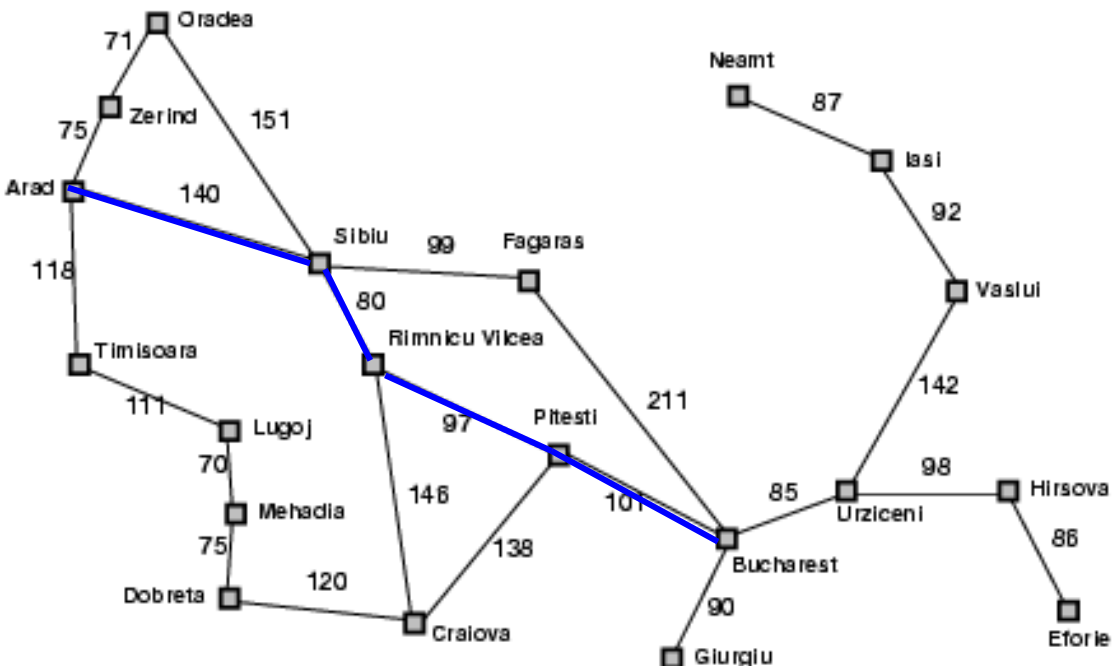 Oradea
71
Neamt
87
Zerind
151
75
Iasi
Arad
140
92
Sibiu
99
Fagaras
118
80
Vaslui
Rimnicu Vilcea
Timisoara
142
111
211
Pitesti
97
Lugoj
70
98
146
101
85
Hirsova
Mehadia
Urziceni
75
138
86
Bucharest
120
Dobreta
90
Craiova
Eforie
Giurgiu